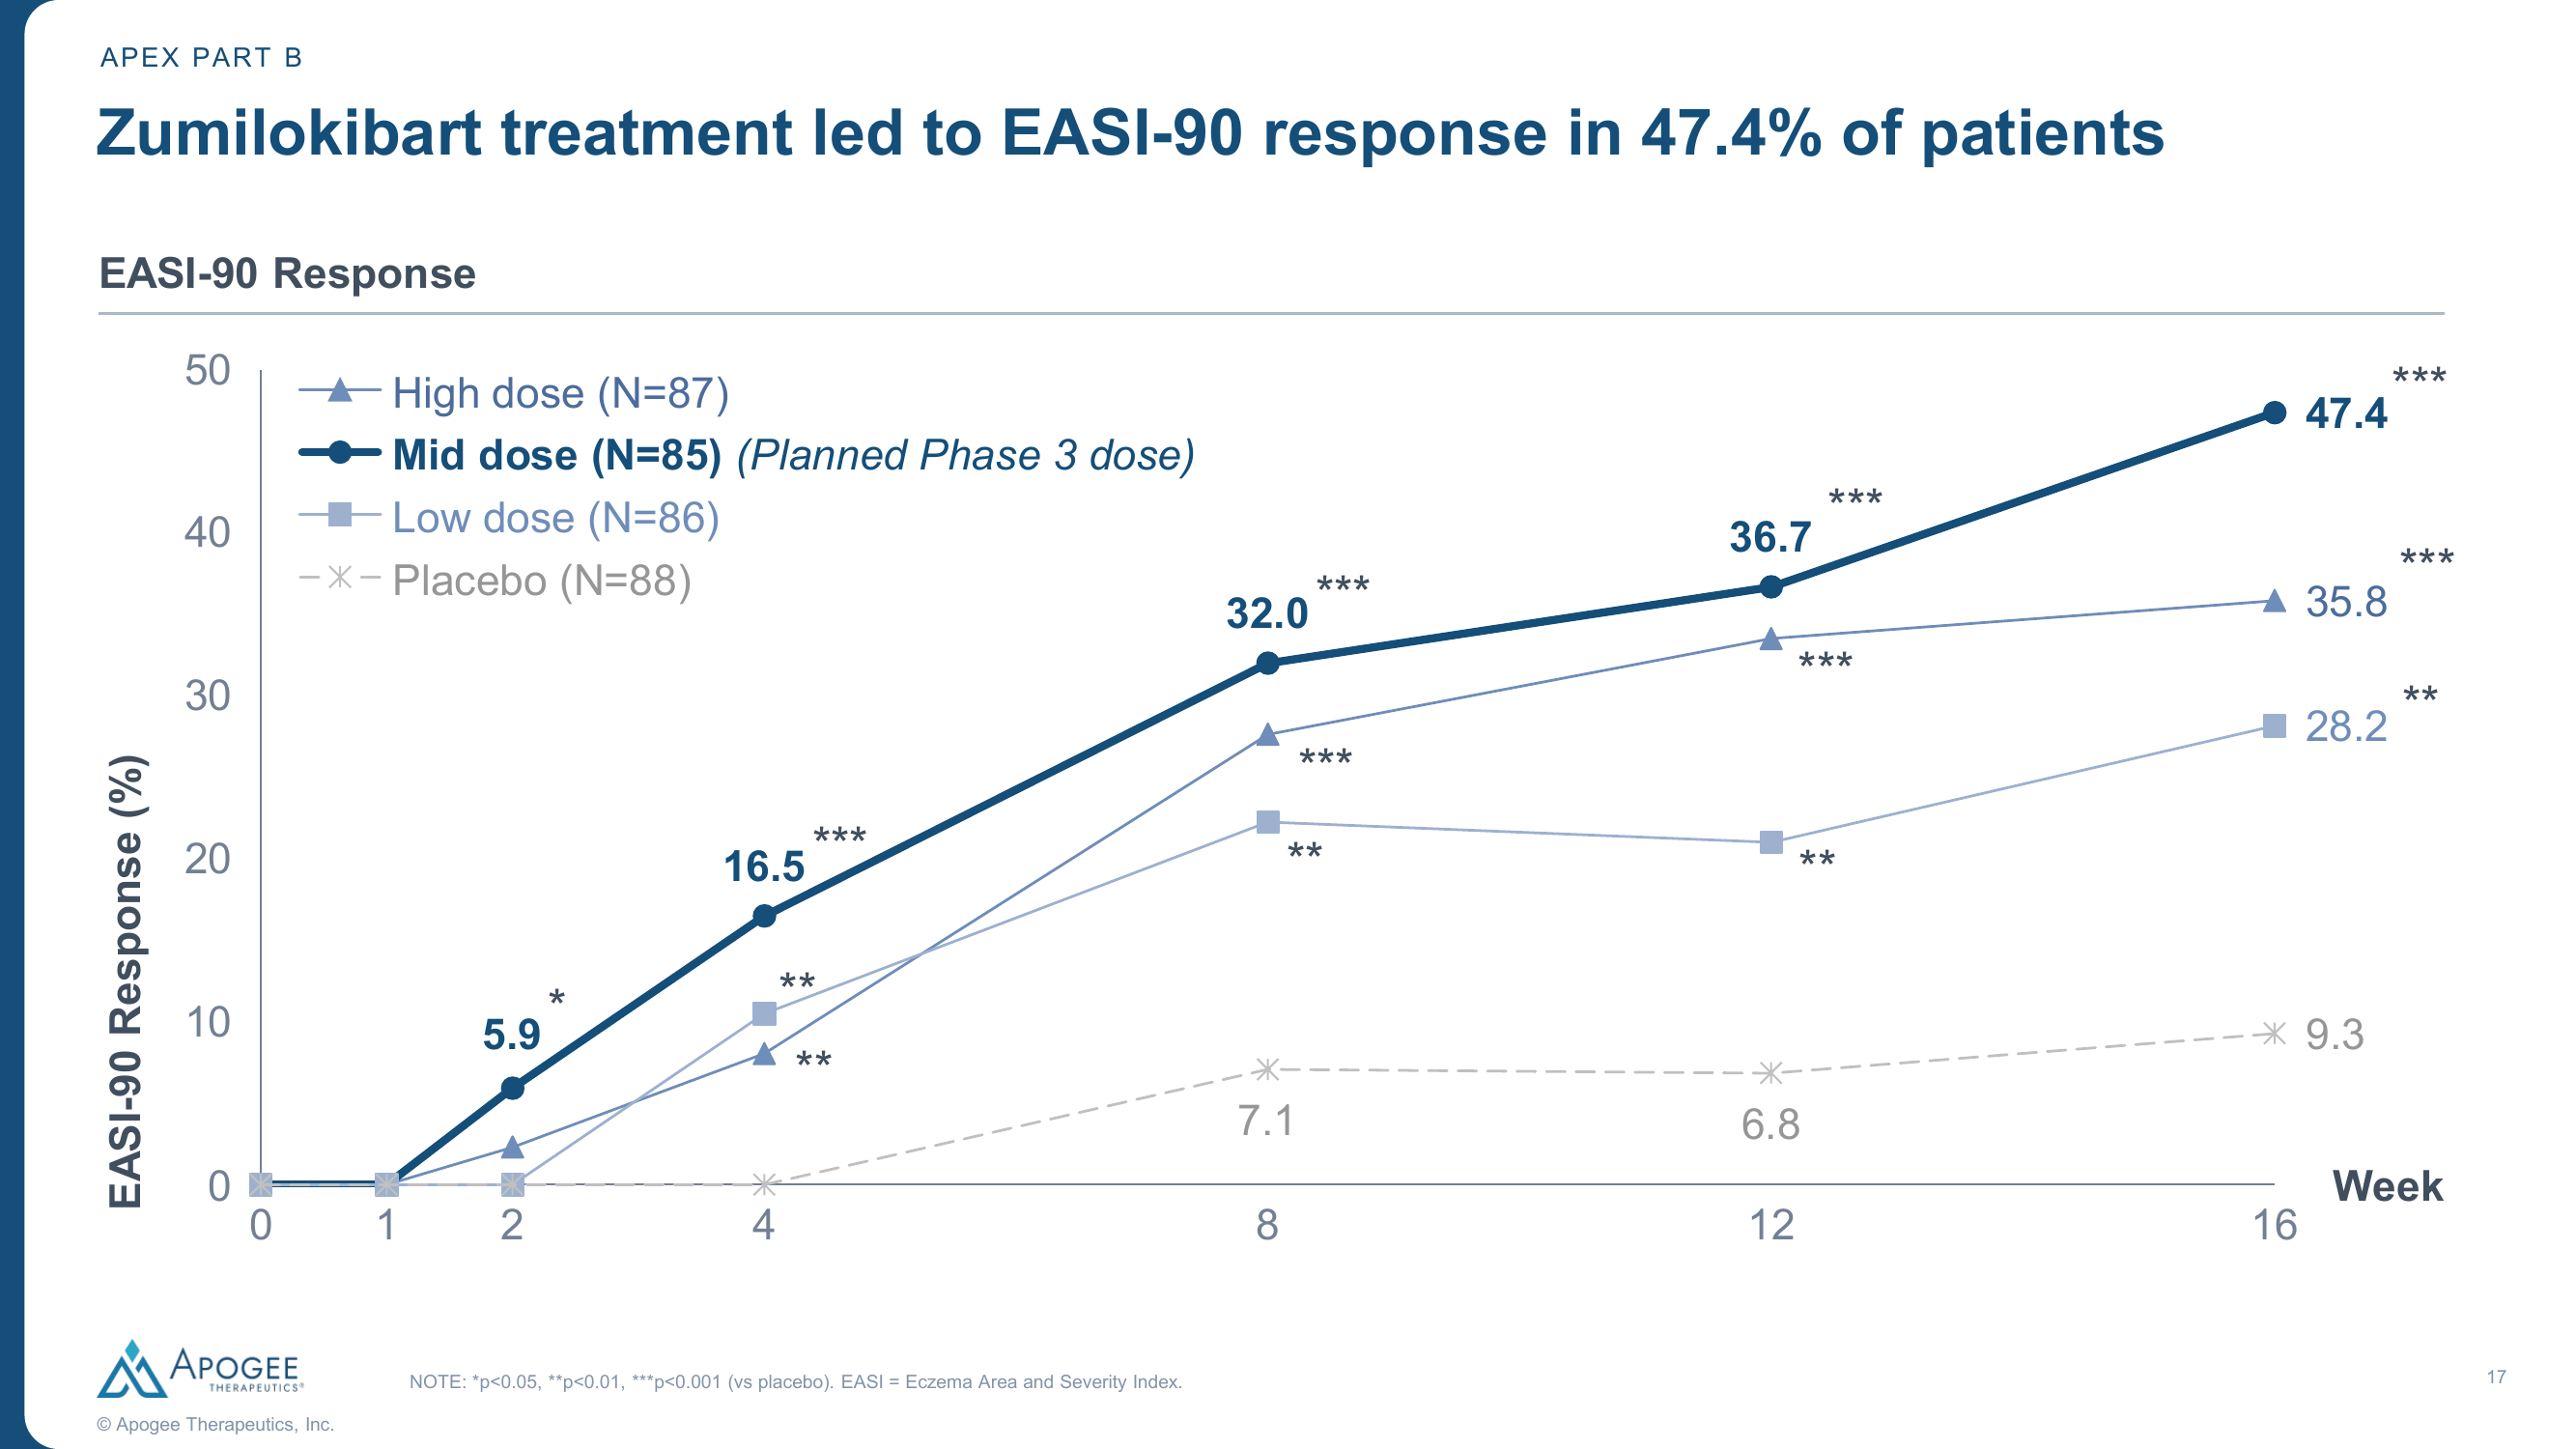 APEX PART B
Zumilokibart treatment led to EASI-90 response in 47.4% of patients
EASI-90 Response
EASI-90 Response (%)
50
40
30
20
10
0
High dose (N=87)
Mid dose (N=85) (Planned Phase 3 dose)
Low dose (N=86)
Placebo (N=88)
5.9 *
16.5 ***
**
**
32.0 ***
***
**
7.1
36.7 ***
***
**
6.8
47.4 ***
35.8 ***
28.2 **
9.3
0 1 2 4 8 12 16
Week
APOGEE
THERAPEUTICS®
NOTE: *p<0.05, **p<0.01, ***p<0.001 (vs placebo). EASI = Eczema Area and Severity Index.
17
© Apogee Therapeutics, Inc.